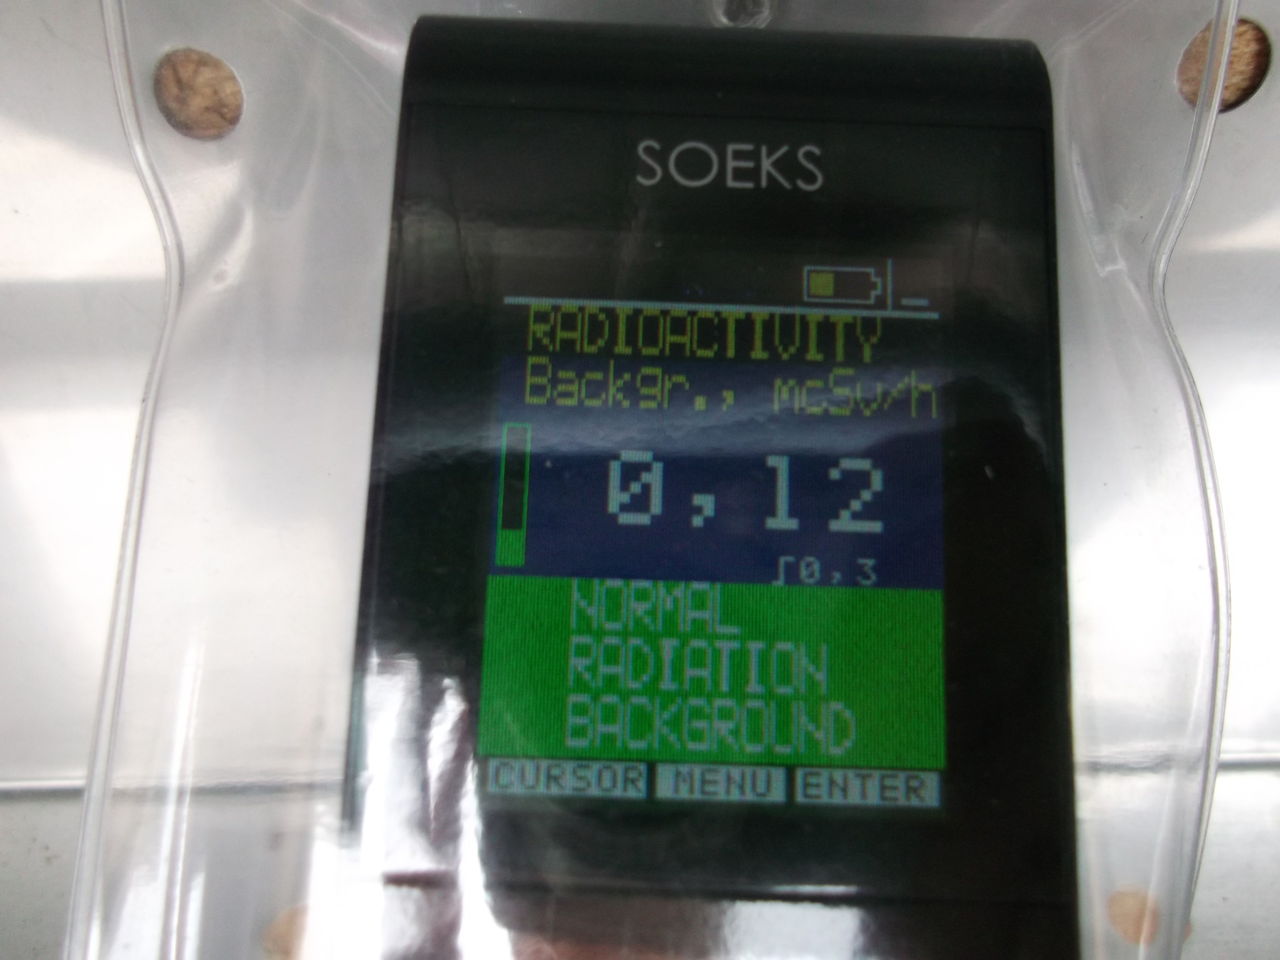 SOEKS
RADIOACTIVITY
Backgr., mcSv/h
0,12
⎧0,3
NORMAL
RADIATION
BACKGROUND
CURSOR MENU ENTER